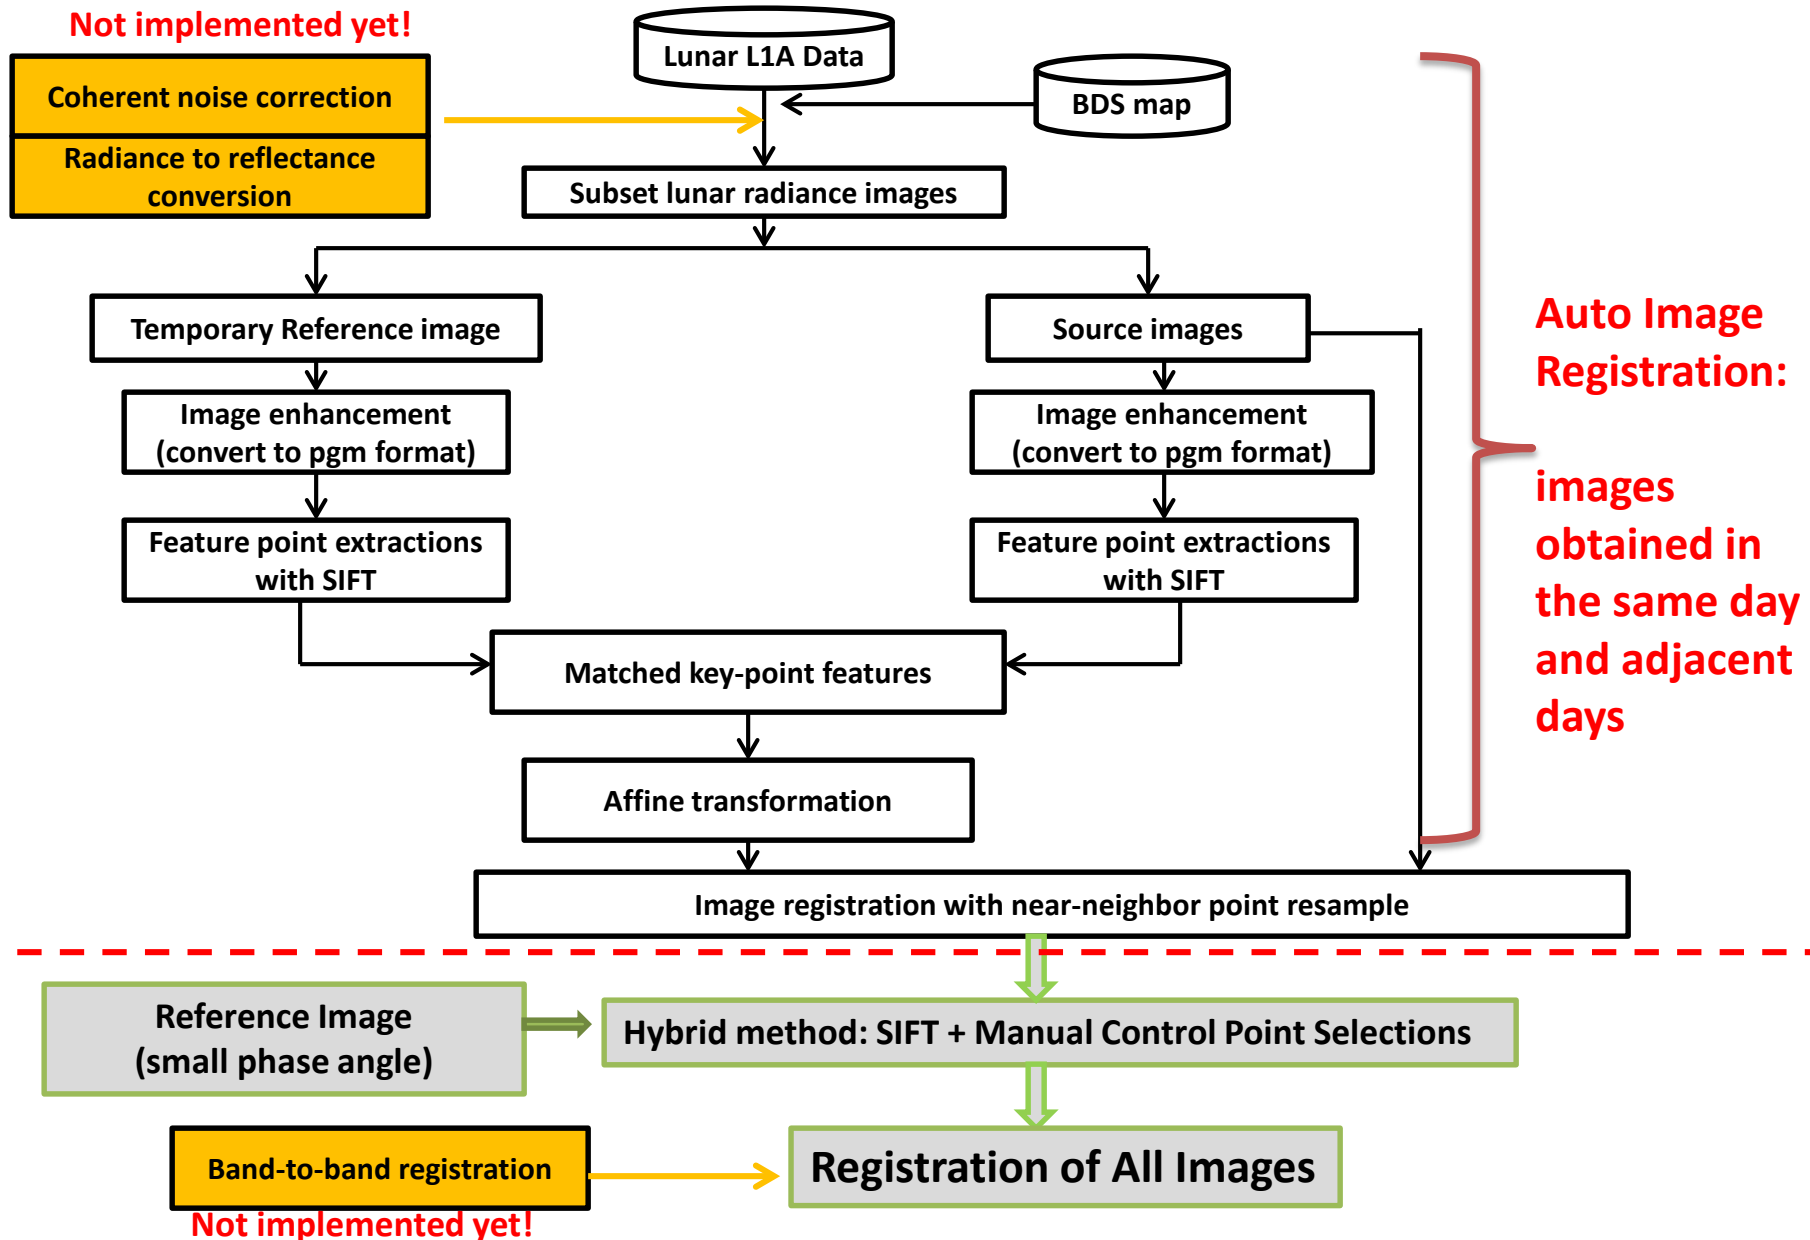 Not implemented yet!
Lunar L1A Data
BDS map
Coherent noise correction
Radiance to reflectance
conversion
Subset lunar radiance images
Temporary Reference image
Source images
Image enhancement
(convert to pgm format)
Image enhancement
(convert to pgm format)
Feature point extractions
with SIFT
Feature point extractions
with SIFT
Matched key-point features
Affine transformation
Image registration with near-neighbor point resample
Auto Image
Registration:
images
obtained in
the same day
and adjacent
days
Reference Image
(small phase angle)
Hybrid method: SIFT + Manual Control Point Selections
Band-to-band registration
Registration of All Images
Not implemented yet!